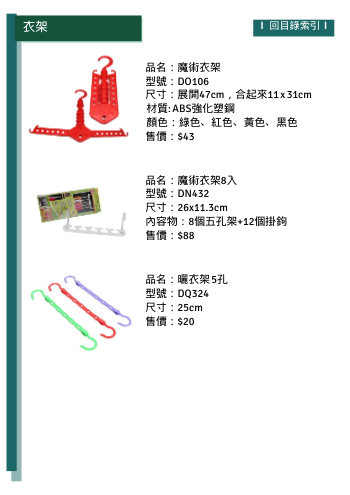 衣架
I 回目錄索引 I
品名：魔術衣架
型號：DO106
尺寸：展開47cm，合起來11x31cm
材質:ABS強化塑鋼
顏色：綠色、紅色、黃色、黑色
售價：$43
品名：魔術衣架8入
型號：DN432
尺寸：26x11.3cm
內容物：8個五孔架+12個掛鉤
售價：$88
品名：曬衣架5孔
型號：DQ324
尺寸：25cm
售價：$20